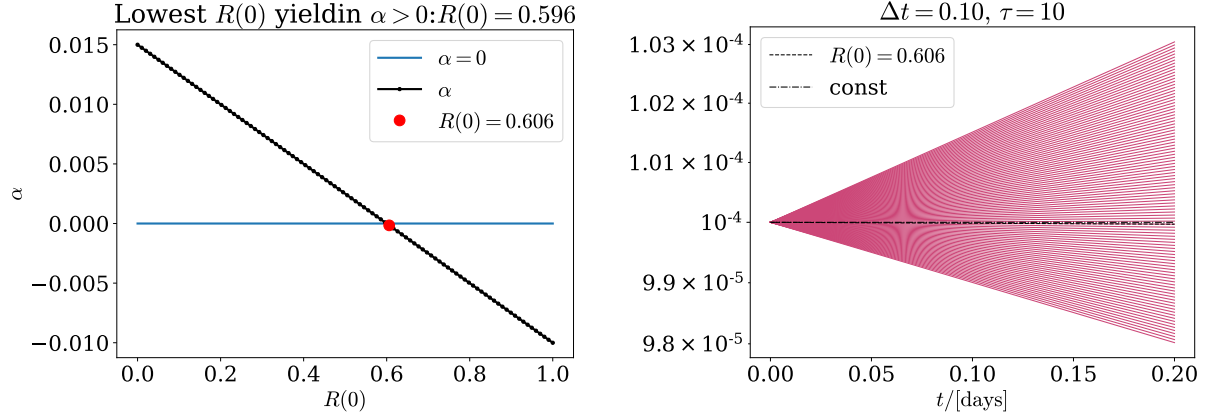 Lowest R(0) yieldin α > 0:R(0) = 0.596
0.015
0.010
0.005
0.000
−0.005
−0.010
α
0.0 0.2 0.4 0.6 0.8 1.0
R(0)
α = 0
α
R(0) = 0.606
Δt = 0.10, τ = 10
1.03 × 10⁻⁴
1.02 × 10⁻⁴
1.01 × 10⁻⁴
10⁻⁴
9.9 × 10⁻⁵
9.8 × 10⁻⁵
0.00 0.05 0.10 0.15 0.20
t/[days]
R(0) = 0.606
const